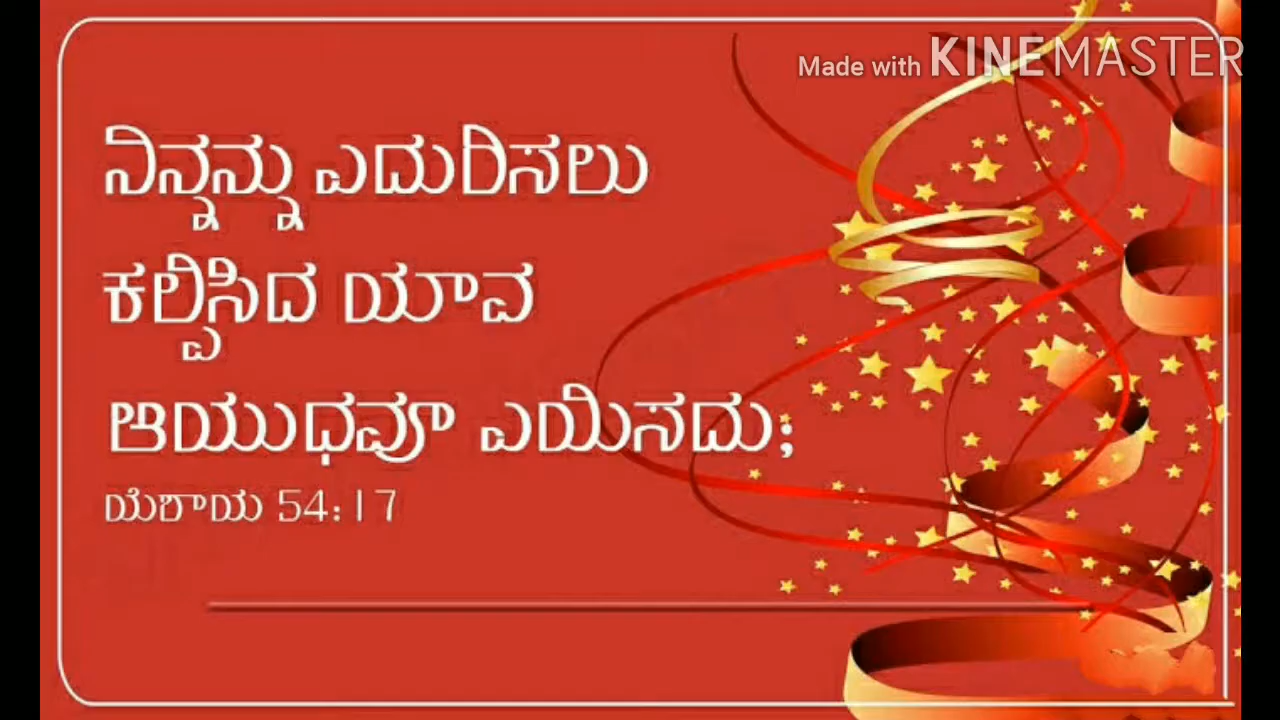 Made with KINEMASTER
ನಿನ್ನನ್ನು ಎದುರಿಸಲು
ಕಲ್ಪಿಸಿದ ಯಾವ
ಆಯುಧವೂ ಎಯಿಸದು;
ಯೆಶಾಯ 54:17